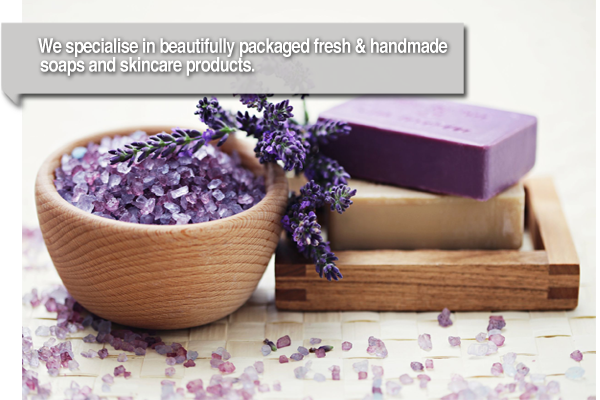 We specialise in beautifully packaged fresh & handmade
soaps and skincare products.